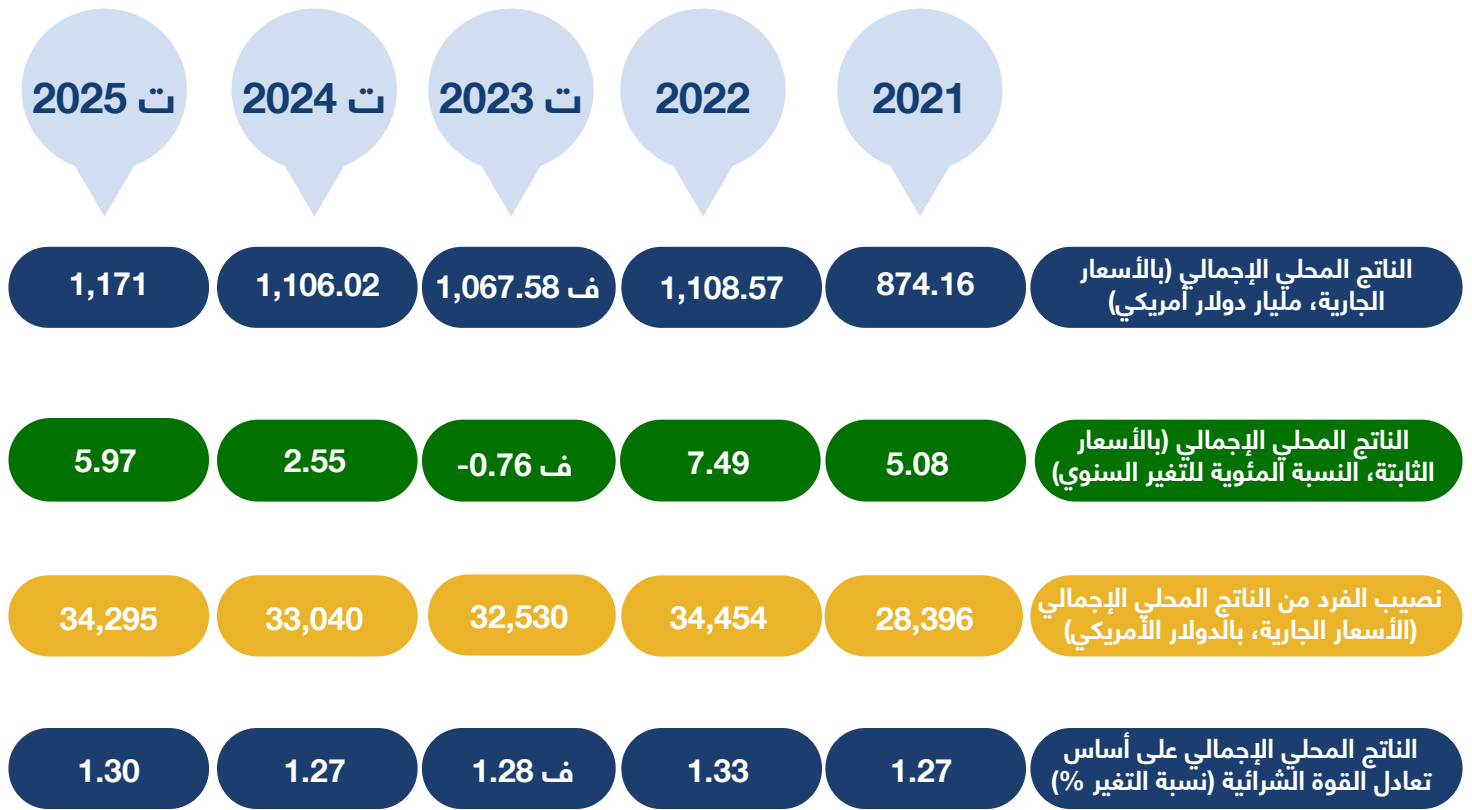 2021
2022
ت 2023
ت 2024
ت 2025
الناتج المحلي الإجمالي (بالأسعار
الجارية، مليار دولار أمريكي)
874.16
1,108.57
ف 1,067.58
1,106.02
1,171
الناتج المحلي الإجمالي (بالأسعار
الثابتة، النسبة المئوية للتغير السنوي)
5.08
7.49
ف -0.76
2.55
5.97
نصيب الفرد من الناتج المحلي الإجمالي
(الأسعار الجارية، بالدولار الأمريكي)
28,396
34,454
32,530
33,040
34,295
الناتج المحلي الإجمالي على أساس
تعادل القوة الشرائية (نسبة التغير %)
1.27
1.33
ف 1.28
1.27
1.30